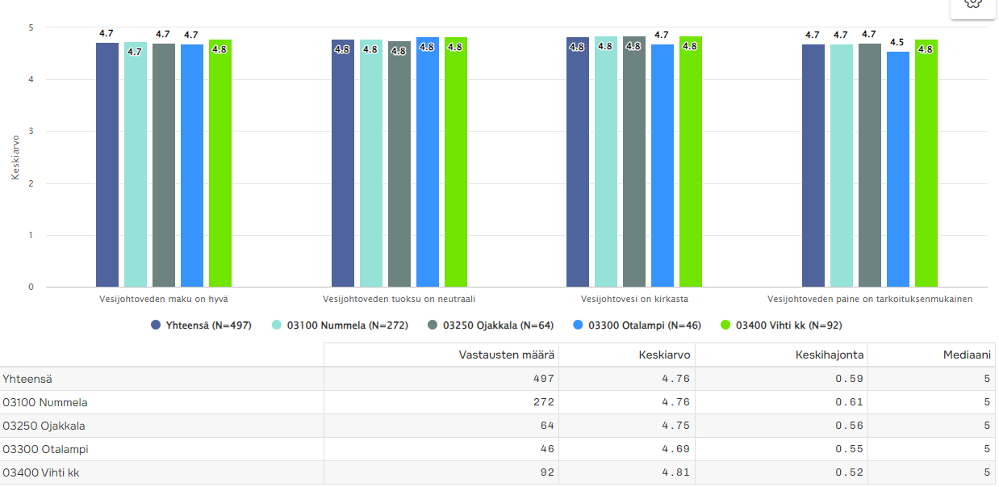 5
4.7
4.7
4.7
4.7
4.8
4.8
4.8
4.8
4.8
4.8
4.8
4.8
4.8
4.7
4.8
4.7
4.7
4.7
4.5
4.8
4
3
2
1
0
Keskiarvo
Vesijohtoveden maku on hyvä
Vesijohtoveden tuoksu on neutraali
Vesijohtovesi on kirkasta
Vesijohtoveden paine on tarkoituksenmukainen
Yhteensä (N=497) 03100 Nummela (N=272) 03250 Ojakkala (N=64) 03300 Otalampi (N=46) 03400 Vihti kk (N=92)
Vastausten määrä Keskiarvo Keskihajonta Mediaani
Yhteensä 497 4.76 0.59 5
03100 Nummela 272 4.76 0.61 5
03250 Ojakkala 64 4.75 0.56 5
03300 Otalampi 46 4.69 0.55 5
03400 Vihti kk 92 4.81 0.52 5